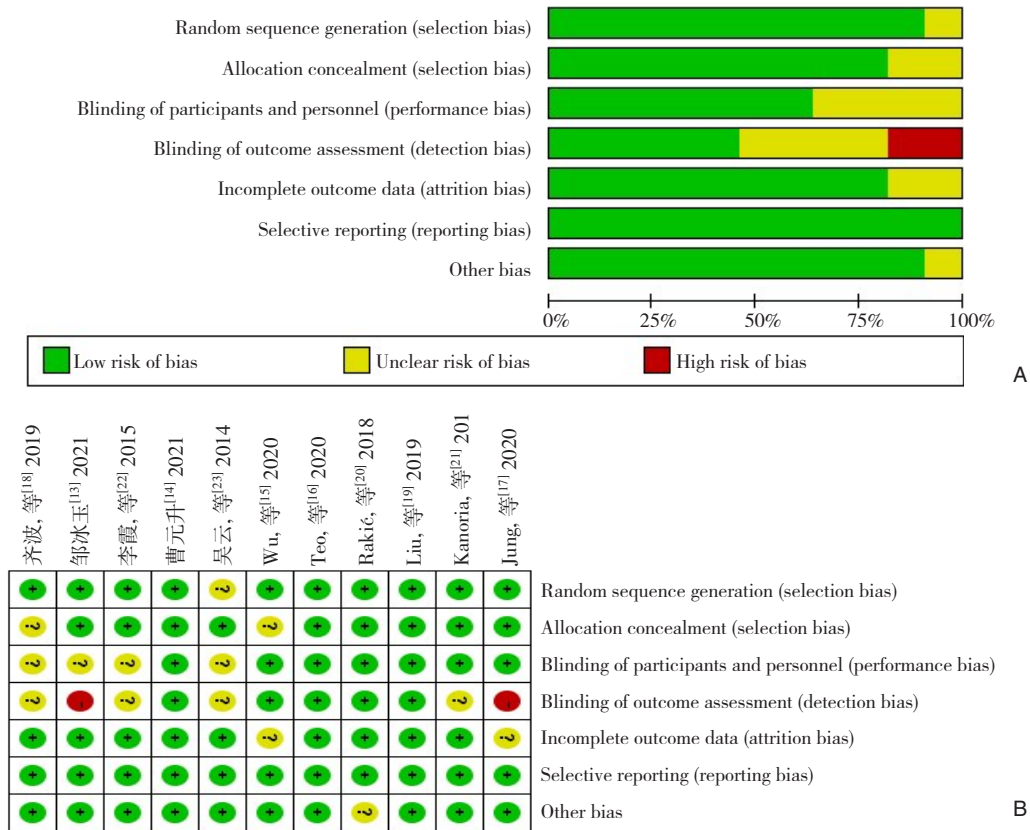 Random sequence generation (selection bias)
Allocation concealment (selection bias)
Blinding of participants and personnel (performance bias)
Blinding of outcome assessment (detection bias)
Incomplete outcome data (attrition bias)
Selective reporting (reporting bias)
Other bias
0% 25% 50% 75% 100%
Low risk of bias Unclear risk of bias High risk of bias
A
齐波, 等[18] 2019
邹冰玉[13] 2021
李霞, 等[22] 2015
曹元升[14] 2021
吴云, 等[23] 2014
Wu, 等[15] 2020
Teo, 等[16] 2020
Rakić, 等[20] 2018
Liu, 等[19] 2019
Kanoria, 等[21] 201
Jung, 等[17] 2020
+ + + + ? + + + + + + Random sequence generation (selection bias)
? + + + + ? + + + + + Allocation concealment (selection bias)
? ? ? + ? + + + + + + Blinding of participants and personnel (performance bias)
? - ? + ? + + + + ? - Blinding of outcome assessment (detection bias)
+ + + + + ? + + + + ? Incomplete outcome data (attrition bias)
+ + + + + + + + + + + Selective reporting (reporting bias)
+ + + + + + + ? + + + Other bias
B